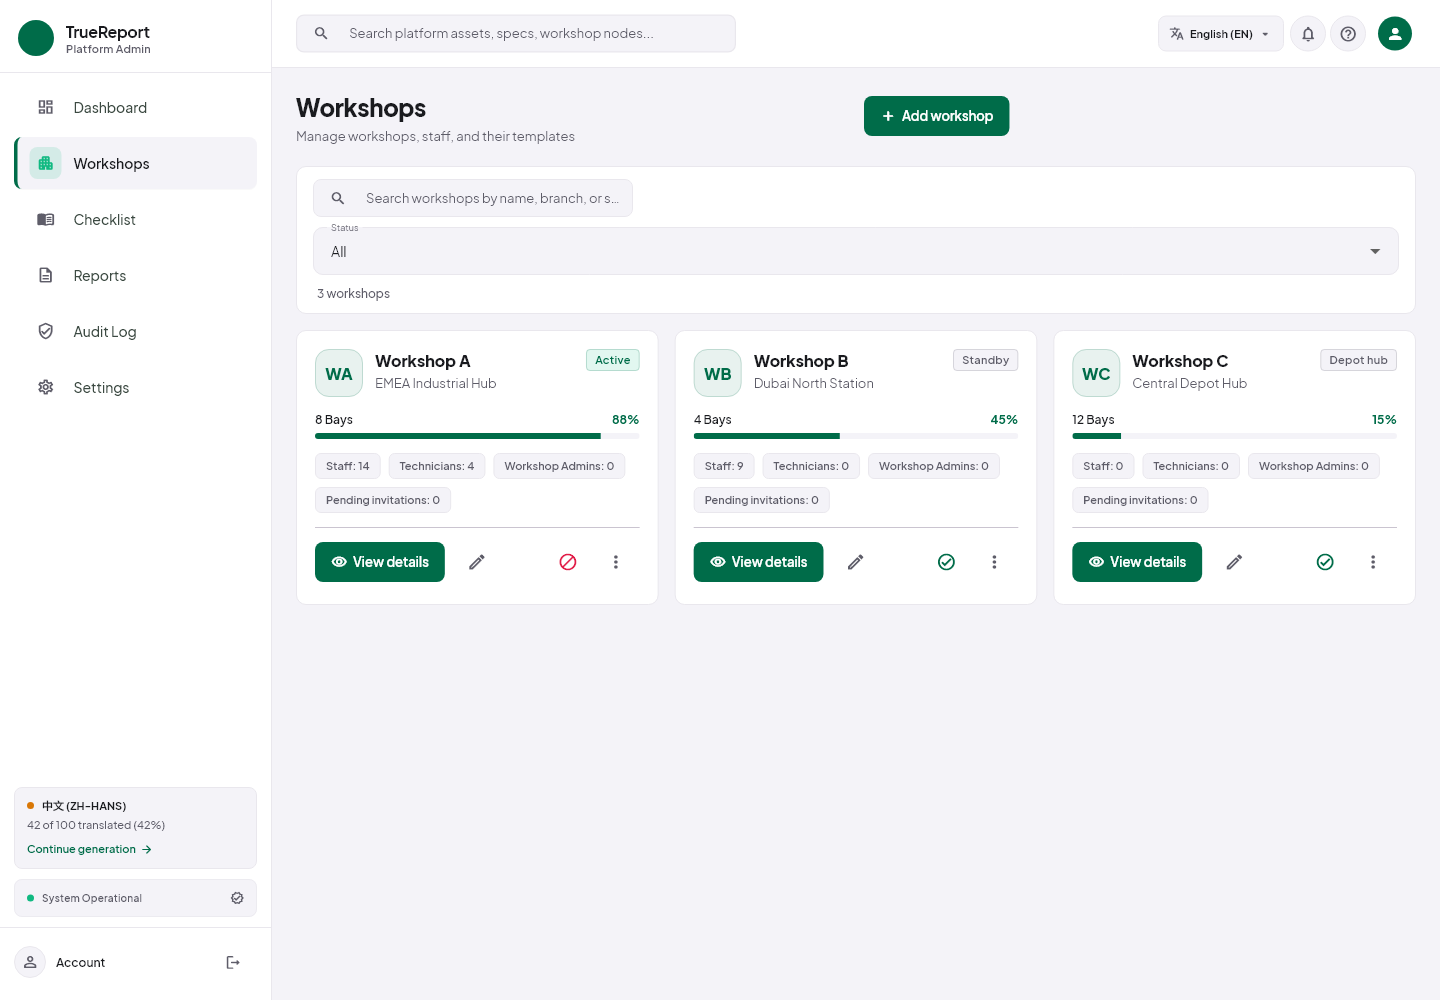 TrueReport
Platform Admin
Dashboard
Workshops
Checklist
Reports
Audit Log
Settings
中文 (ZH-HANS)
42 of 100 translated (42%)
Continue generation →
System Operational
Account
Search platform assets, specs, workshop nodes...
English (EN)
Workshops
Manage workshops, staff, and their templates
+ Add workshop
Search workshops by name, branch, or s...
Status
All
3 workshops
WA
Workshop A
EMEA Industrial Hub
Active
8 Bays
88%
Staff: 14
Technicians: 4
Workshop Admins: 0
Pending invitations: 0
View details
WB
Workshop B
Dubai North Station
Standby
4 Bays
45%
Staff: 9
Technicians: 0
Workshop Admins: 0
Pending invitations: 0
View details
WC
Workshop C
Central Depot Hub
Depot hub
12 Bays
15%
Staff: 0
Technicians: 0
Workshop Admins: 0
Pending invitations: 0
View details